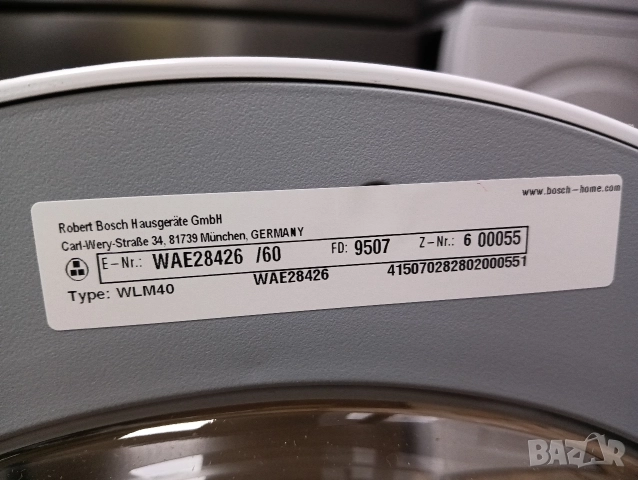 www.bosch-home.com
Robert Bosch Hausgeräte GmbH
Carl-Wery-Straße 34, 81739 München, GERMANY
E-Nr.: WAE28426 /60 FD: 9507 Z-Nr.: 6 00055
Type: WLM40 WAE28426 415070282802000551
BAZAR